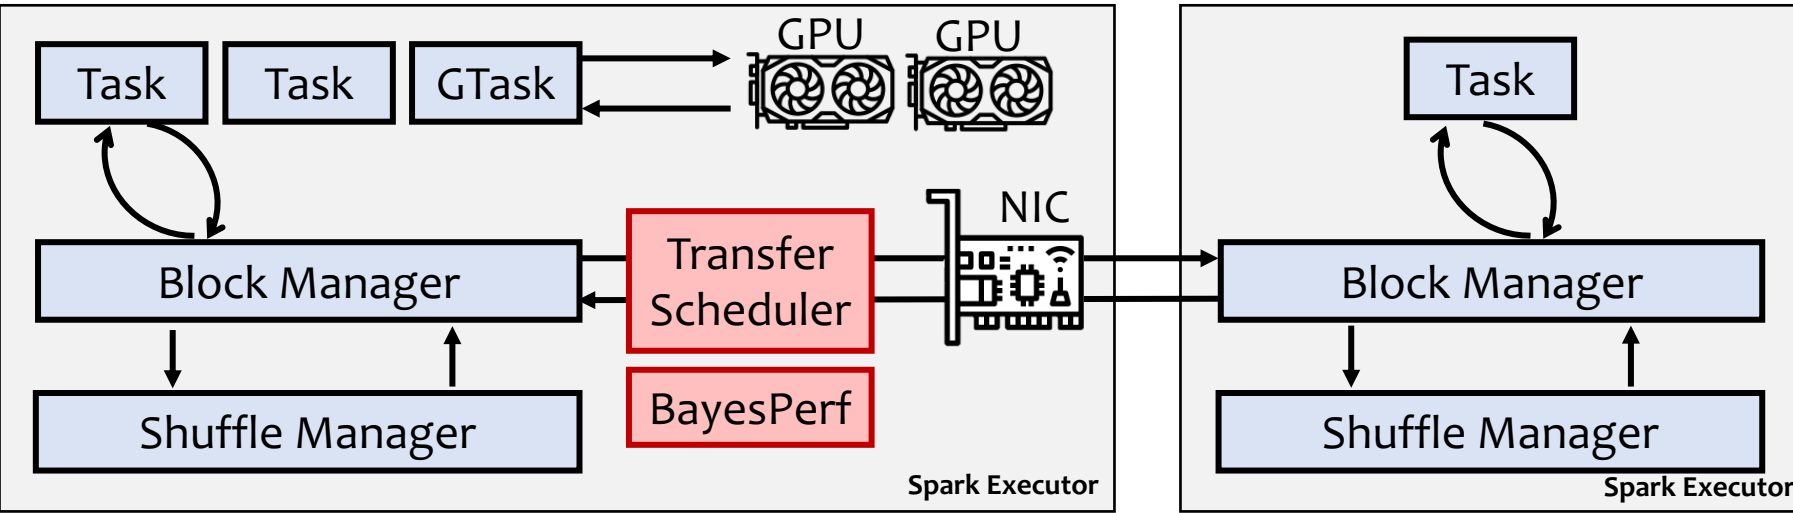 GPU
GPU
Task
Task
GTask
Task
NIC
Transfer
Scheduler
Block Manager
Block Manager
BayesPerf
Shuffle Manager
Shuffle Manager
Spark Executor
Spark Executor